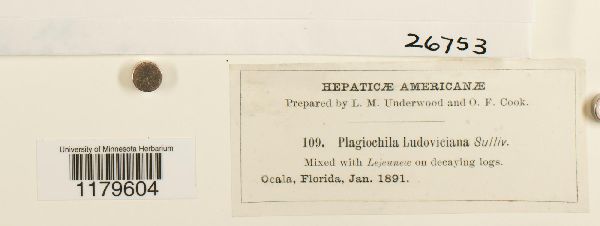 26753
HEPATICÆ AMERICANÆ
Prepared by L. M. Underwood and O. F. Cook.
109. Plagiochila Ludoviciana Sulliv.
Mixed with Lejeuneæ on decaying logs.
Ocala, Florida, Jan. 1891.
University of Minnesota Herbarium
1179604